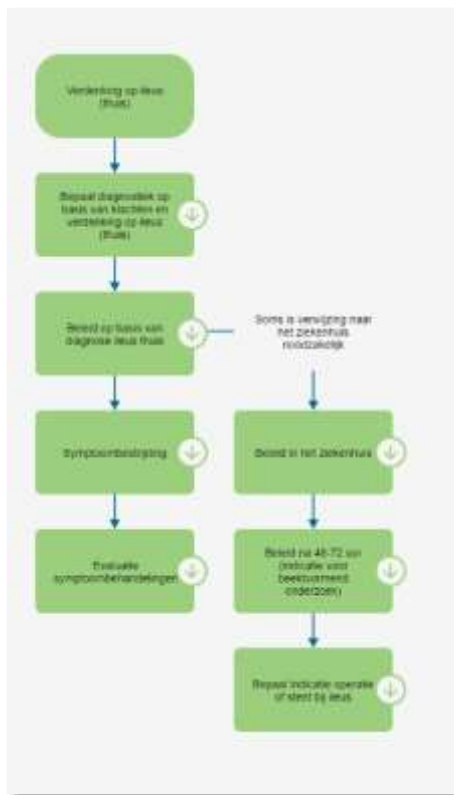 Verdenking op ileus
(thuis)
Bepaal diagnostiek op
basis van klachten en
verdenking op ileus
(thuis)
Beleid op basis van
diagnose ileus thuis
Soms is verwijzing naar
het ziekenhuis
noodzakelijk
Symptoombestrijding
Beleid in het ziekenhuis
Evaluatie
symptoombehandelingen
Beleid na 48-72 uur
(indicatie voor
beeldvormend
onderzoek)
Bepaal indicatie operatie
of stent bij ileus